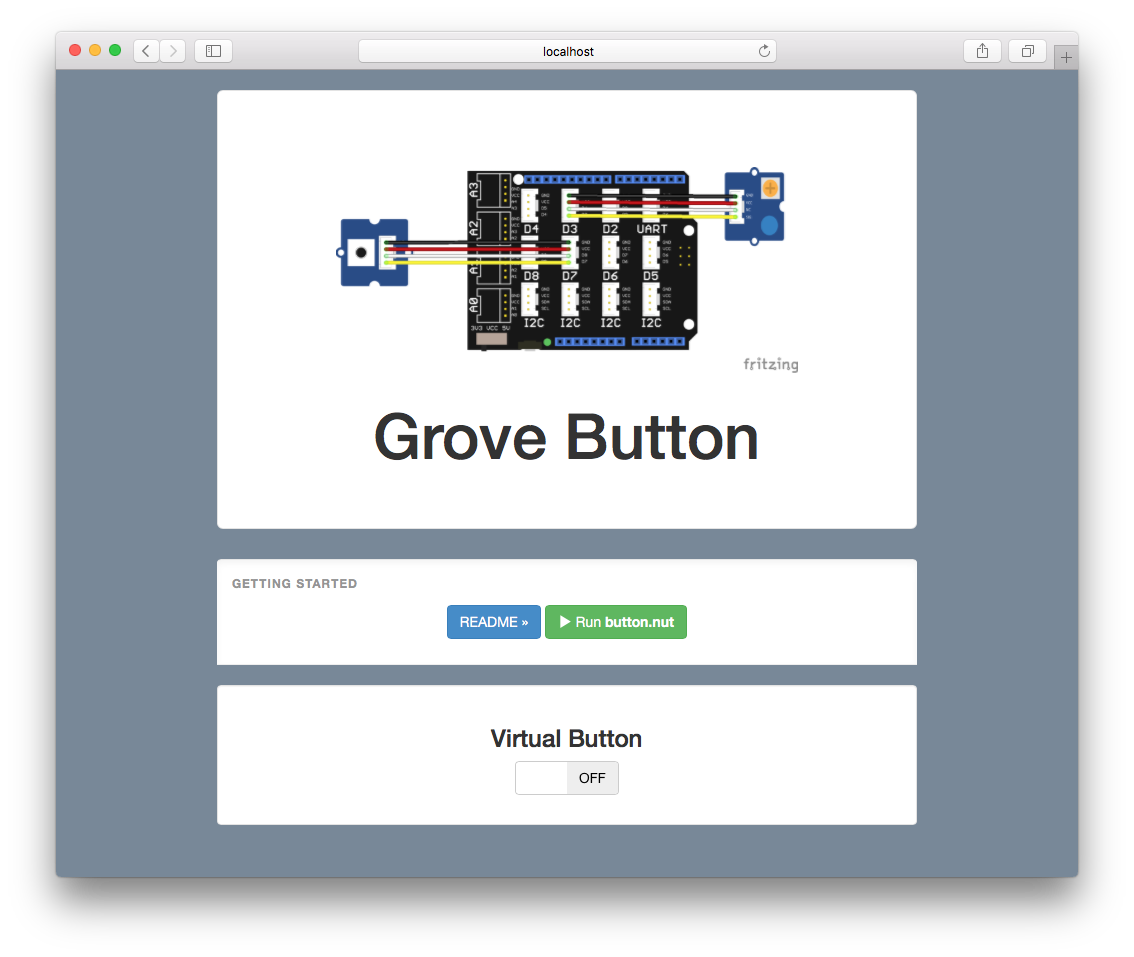 localhost
A3
A2
A0
D4 D3 D2 UART
D8 D7 D6 D5
I2C I2C I2C I2C
3V3 VCC 5V
fritzing
Grove Button
GETTING STARTED
README »
Run button.nut
Virtual Button
OFF